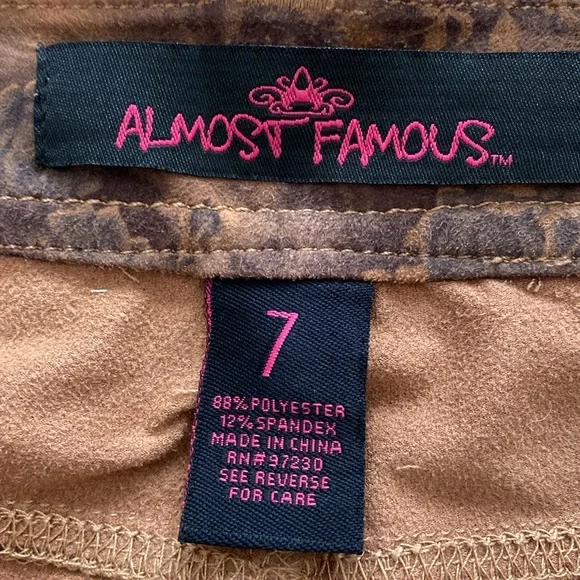 ALMOST FAMOUS™
7
88% POLYESTER
12% SPANDEX
MADE IN CHINA
RN#97230
SEE REVERSE
FOR CARE